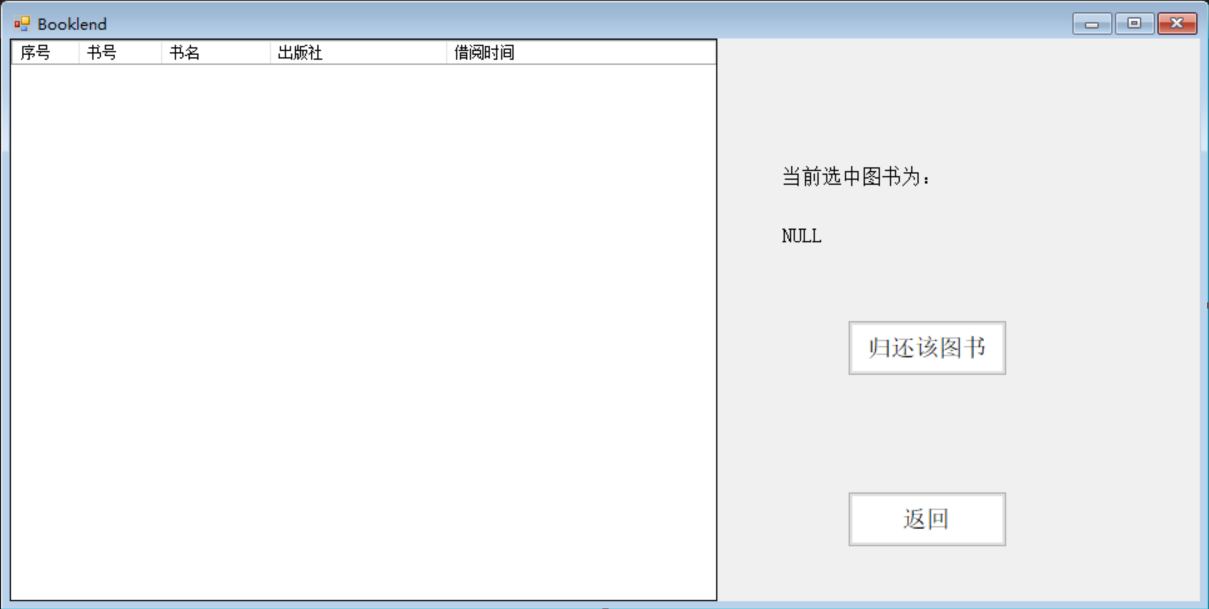 Booklend
序号 书号 书名 出版社 借阅时间
当前选中图书为：
NULL
归还该图书
返回